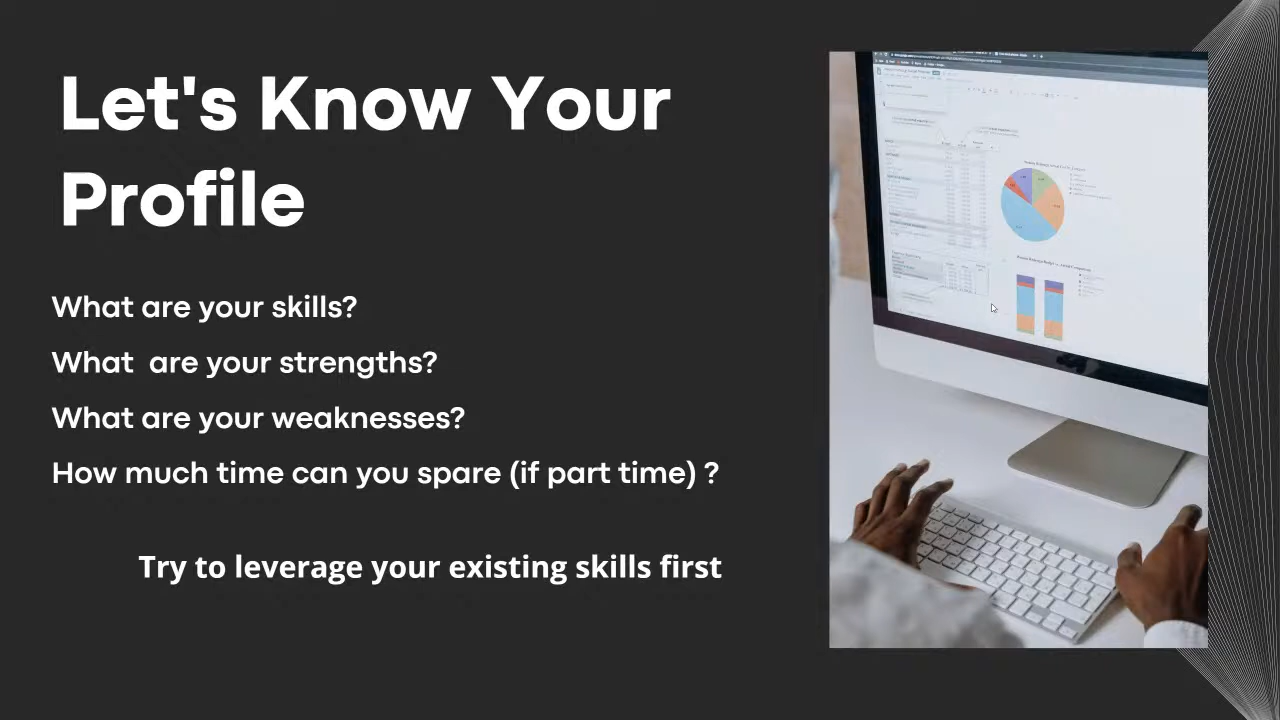 Let's Know Your
Profile
What are your skills?
What  are your strengths?
What are your weaknesses?
How much time can you spare (if part time) ?
Try to leverage your existing skills first